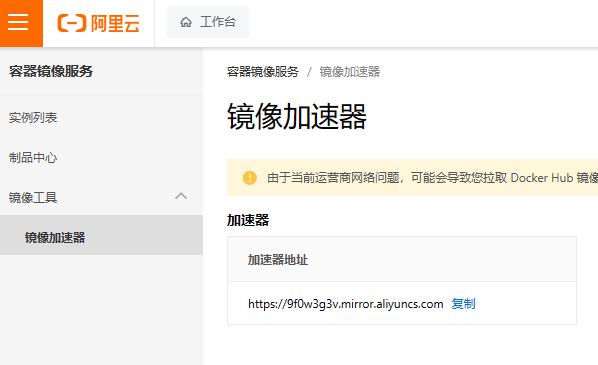 阿里云
工作台
容器镜像服务
实例列表
制品中心
镜像工具
镜像加速器
容器镜像服务 / 镜像加速器
镜像加速器
由于当前运营商网络问题，可能会导致您拉取 Docker Hub 镜像
加速器
加速器地址
https://9f0w3g3v.mirror.aliyuncs.com 复制